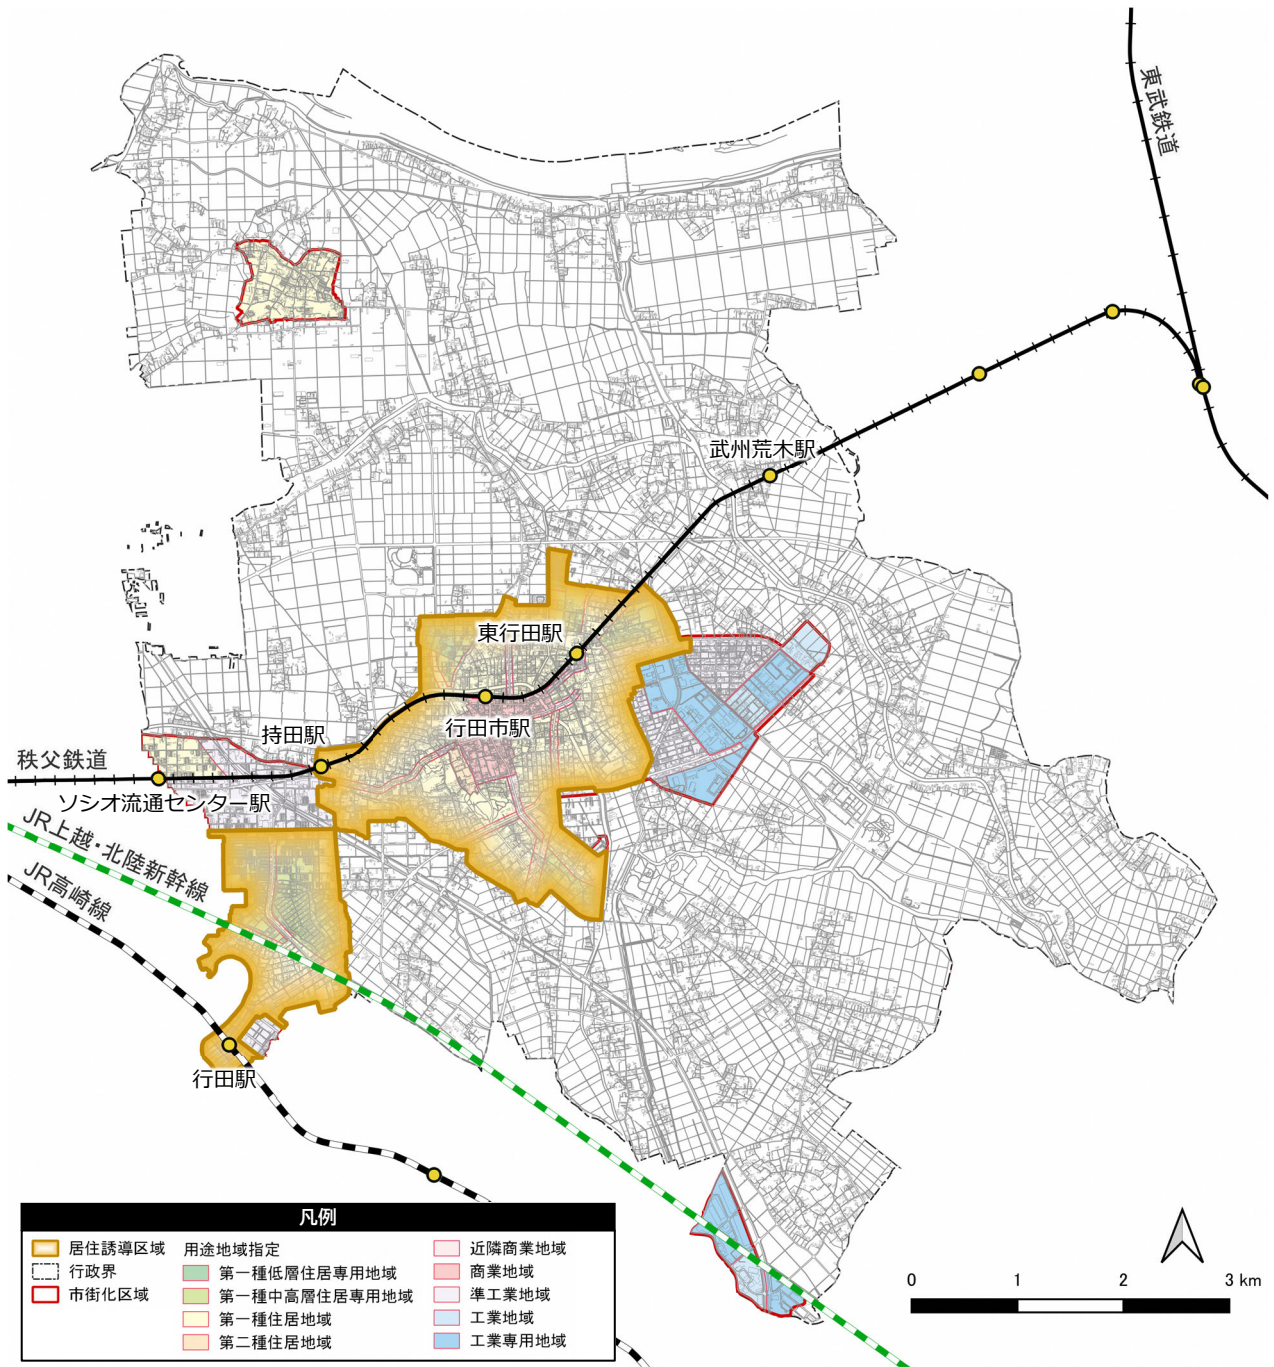 東武鉄道
武州荒木駅
東行田駅
行田市駅
持田駅
秩父鉄道
ソシオ流通センター駅
JR上越・北陸新幹線
JR高崎線
行田駅
凡例
居住誘導区域
行政界
市街化区域
用途地域指定
第一種低層住居専用地域
第一種中高層住居専用地域
第一種住居地域
第二種住居地域
近隣商業地域
商業地域
準工業地域
工業地域
工業専用地域
0 1 2 3 km